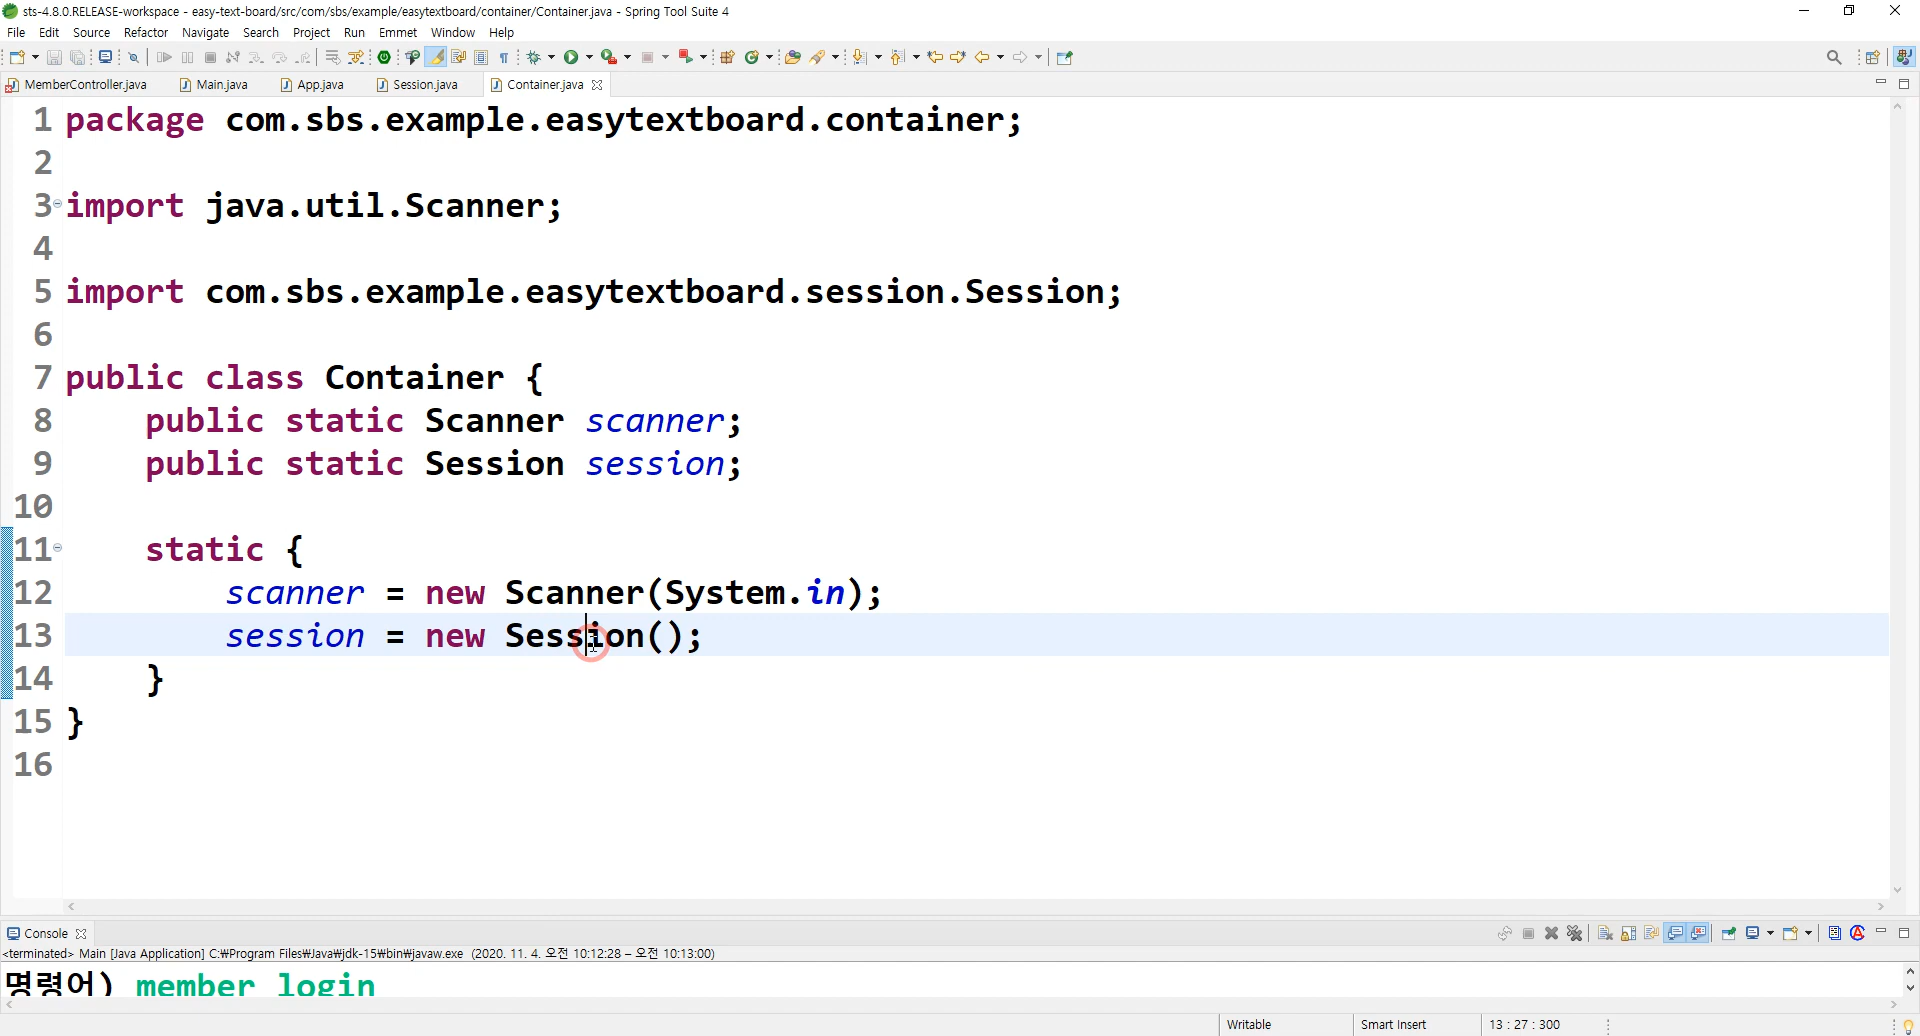 sts-4.8.0.RELEASE-workspace - easy-text-board/src/com/sbs/example/easytextboard/container/Container.java - Spring Tool Suite 4
File Edit Source Refactor Navigate Search Project Run Emmet Window Help
MemberController.java Main.java App.java Session.java Container.java
1 package com.sbs.example.easytextboard.container;
2
3 import java.util.Scanner;
4
5 import com.sbs.example.easytextboard.session.Session;
6
7 public class Container {
8 public static Scanner scanner;
9 public static Session session;
10
11 static {
12 scanner = new Scanner(System.in);
13 session = new Session();
14 }
15 }
16
Console
<terminated> Main [Java Application] C:₩Program Files₩Java₩jdk-15₩bin₩javaw.exe (2020. 11. 4. 오전 10:12:28 – 오전 10:13:00)
명령어) member login
Writable Smart Insert 13 : 27 : 300